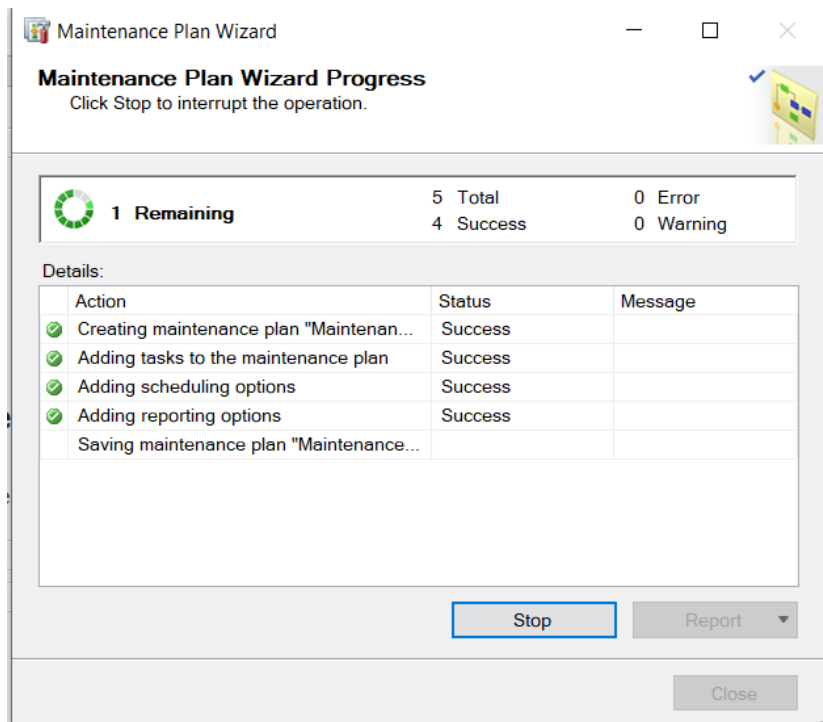 Maintenance Plan Wizard
Maintenance Plan Wizard Progress
Click Stop to interrupt the operation.
1 Remaining
5 Total
0 Error
4 Success
0 Warning
Details:
Action Status Message
Creating maintenance plan "Maintenan... Success
Adding tasks to the maintenance plan Success
Adding scheduling options Success
Adding reporting options Success
Saving maintenance plan "Maintenance...
Stop Report
Close